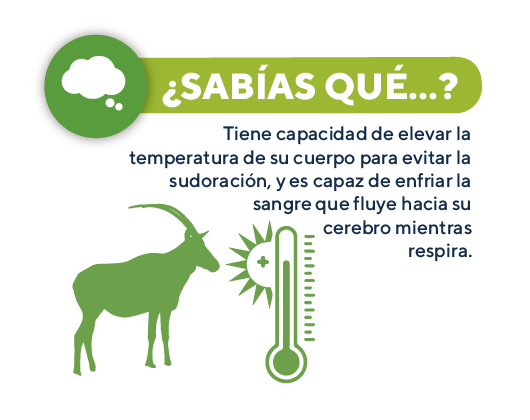 ¿SABÍAS QUÉ...?
Tiene capacidad de elevar la
temperatura de su cuerpo para evitar la
sudoración, y es capaz de enfriar la
sangre que fluye hacia su
cerebro mientras
respira.
+